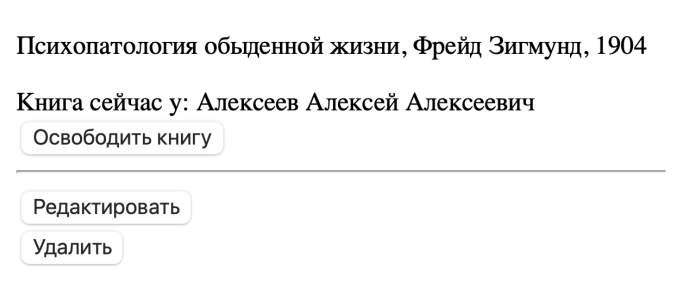 Психопатология обыденной жизни, Фрейд Зигмунд, 1904
Книга сейчас у: Алексеев Алексей Алексеевич
Освободить книгу
Редактировать
Удалить